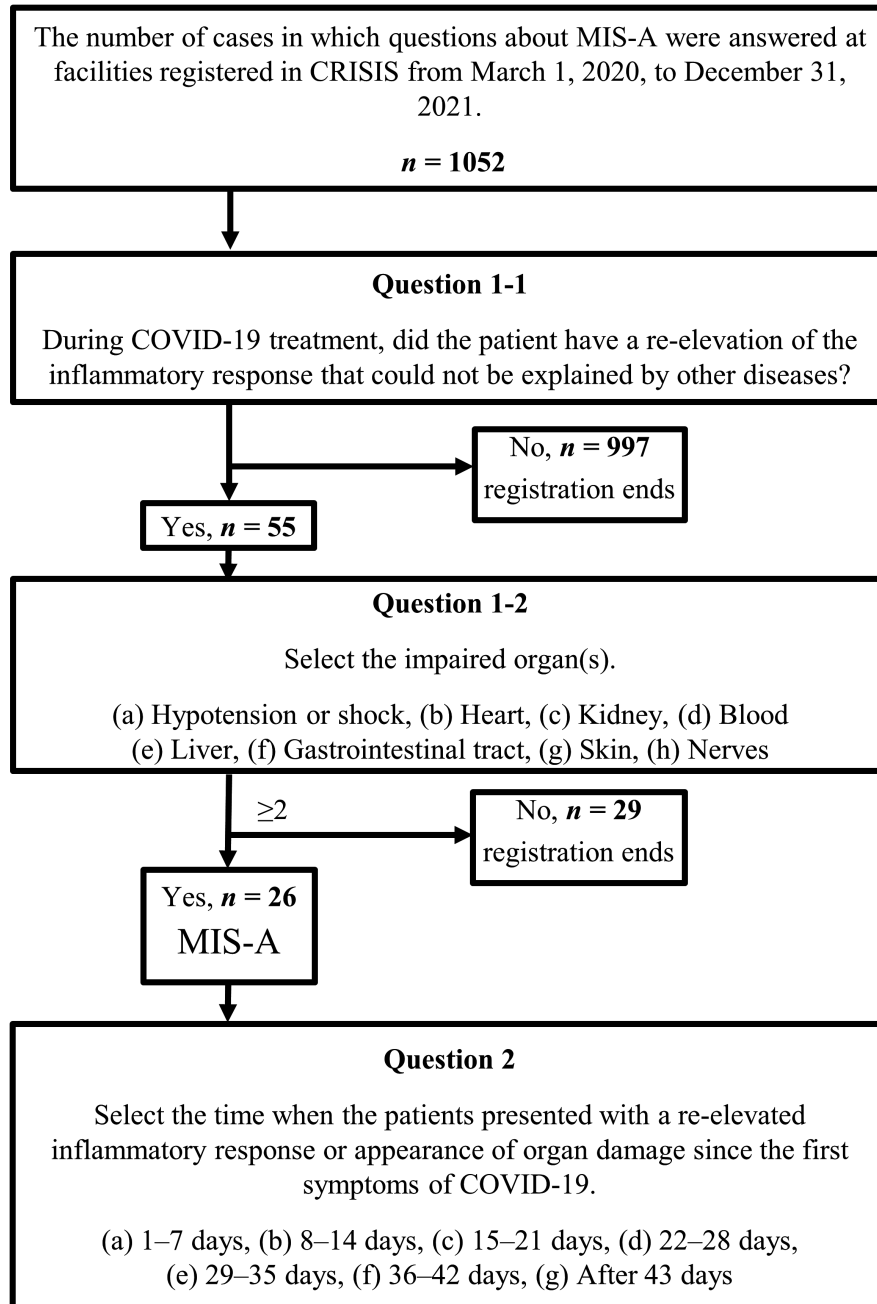 The number of cases in which questions about MIS-A were answered at
facilities registered in CRISIS from March 1, 2020, to December 31,
2021.
n = 1052
Question 1-1
During COVID-19 treatment, did the patient have a re-elevation of the
inflammatory response that could not be explained by other diseases?
No, n = 997
registration ends
Yes, n = 55
Question 1-2
Select the impaired organ(s).
(a) Hypotension or shock, (b) Heart, (c) Kidney, (d) Blood
(e) Liver, (f) Gastrointestinal tract, (g) Skin, (h) Nerves
≥2
No, n = 29
registration ends
Yes, n = 26
MIS-A
Question 2
Select the time when the patients presented with a re-elevated
inflammatory response or appearance of organ damage since the first
symptoms of COVID-19.
(a) 1–7 days, (b) 8–14 days, (c) 15–21 days, (d) 22–28 days,
(e) 29–35 days, (f) 36–42 days, (g) After 43 days